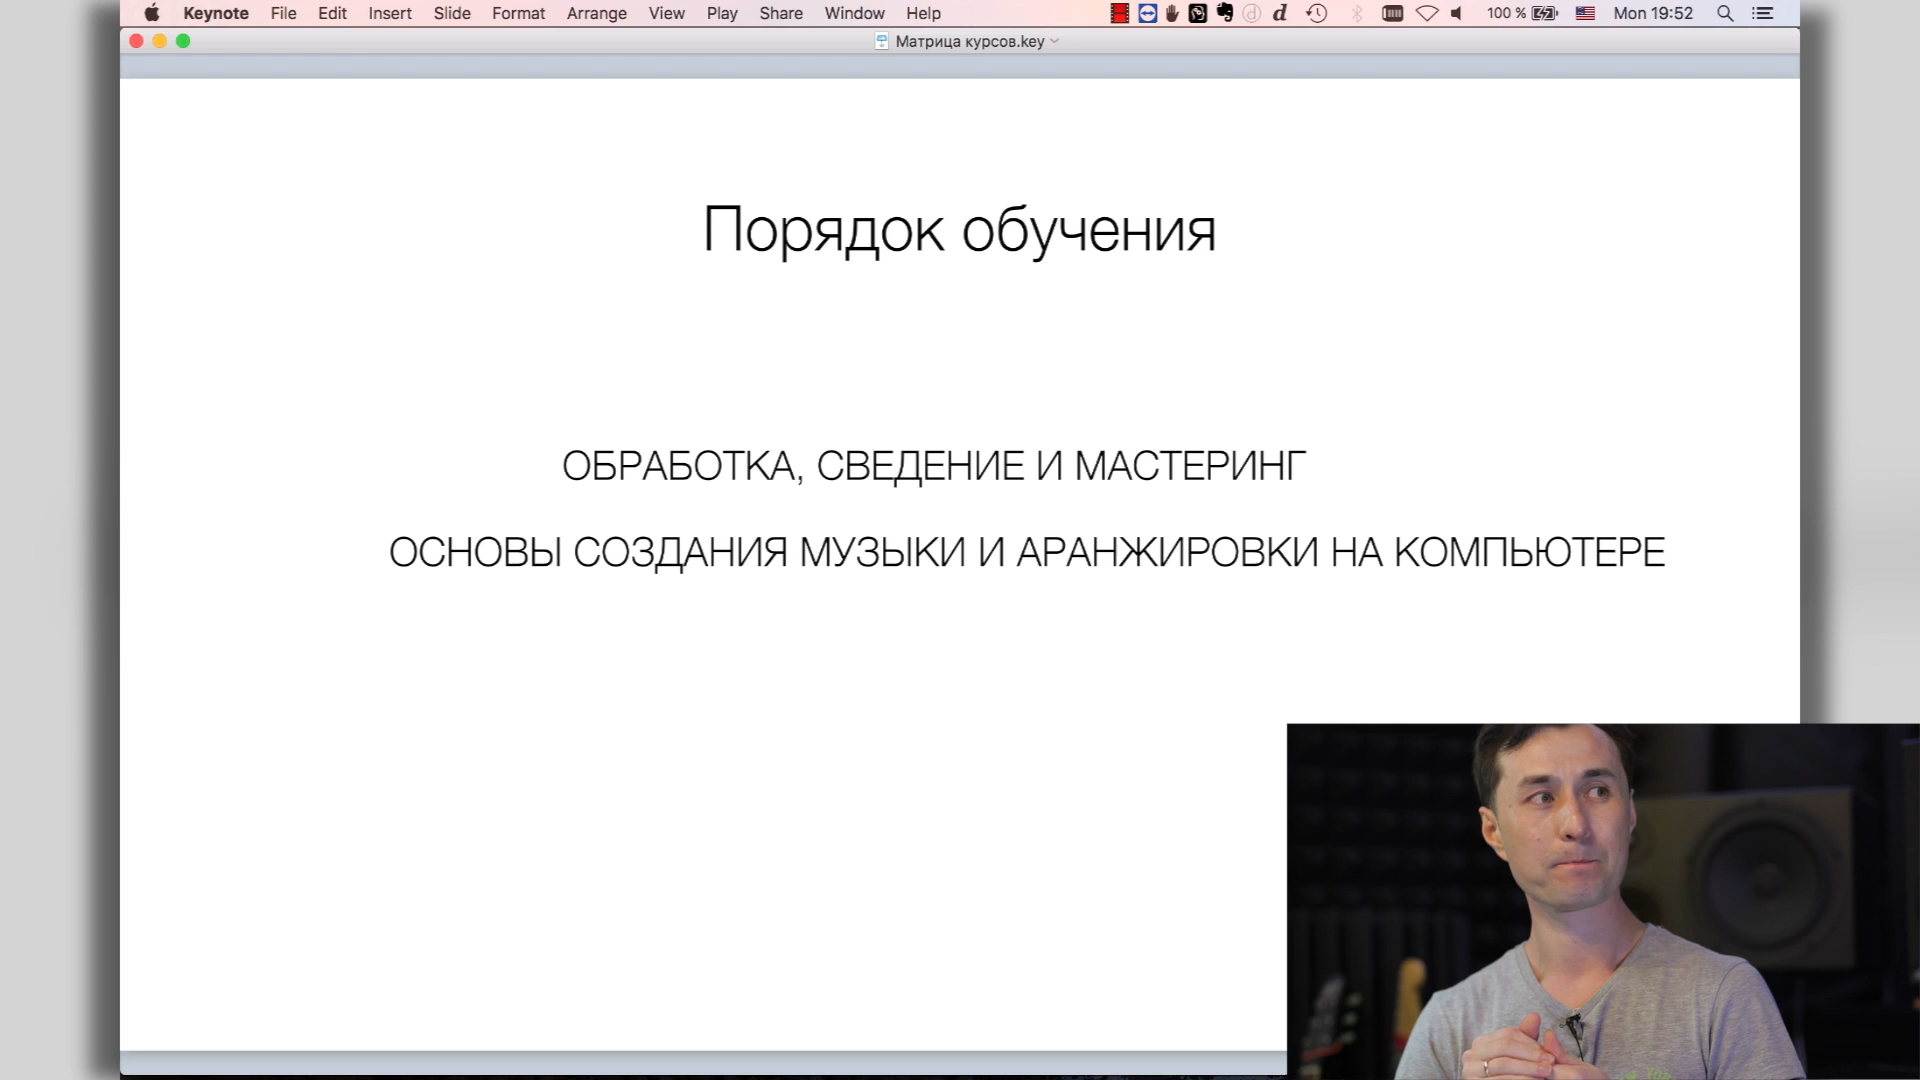 Keynote File Edit Insert Slide Format Arrange View Play Share Window Help 100 % Mon 19:52
Матрица курсов.key
Порядок обучения
ОБРАБОТКА, СВЕДЕНИЕ И МАСТЕРИНГ
ОСНОВЫ СОЗДАНИЯ МУЗЫКИ И АРАНЖИРОВКИ НА КОМПЬЮТЕРЕ